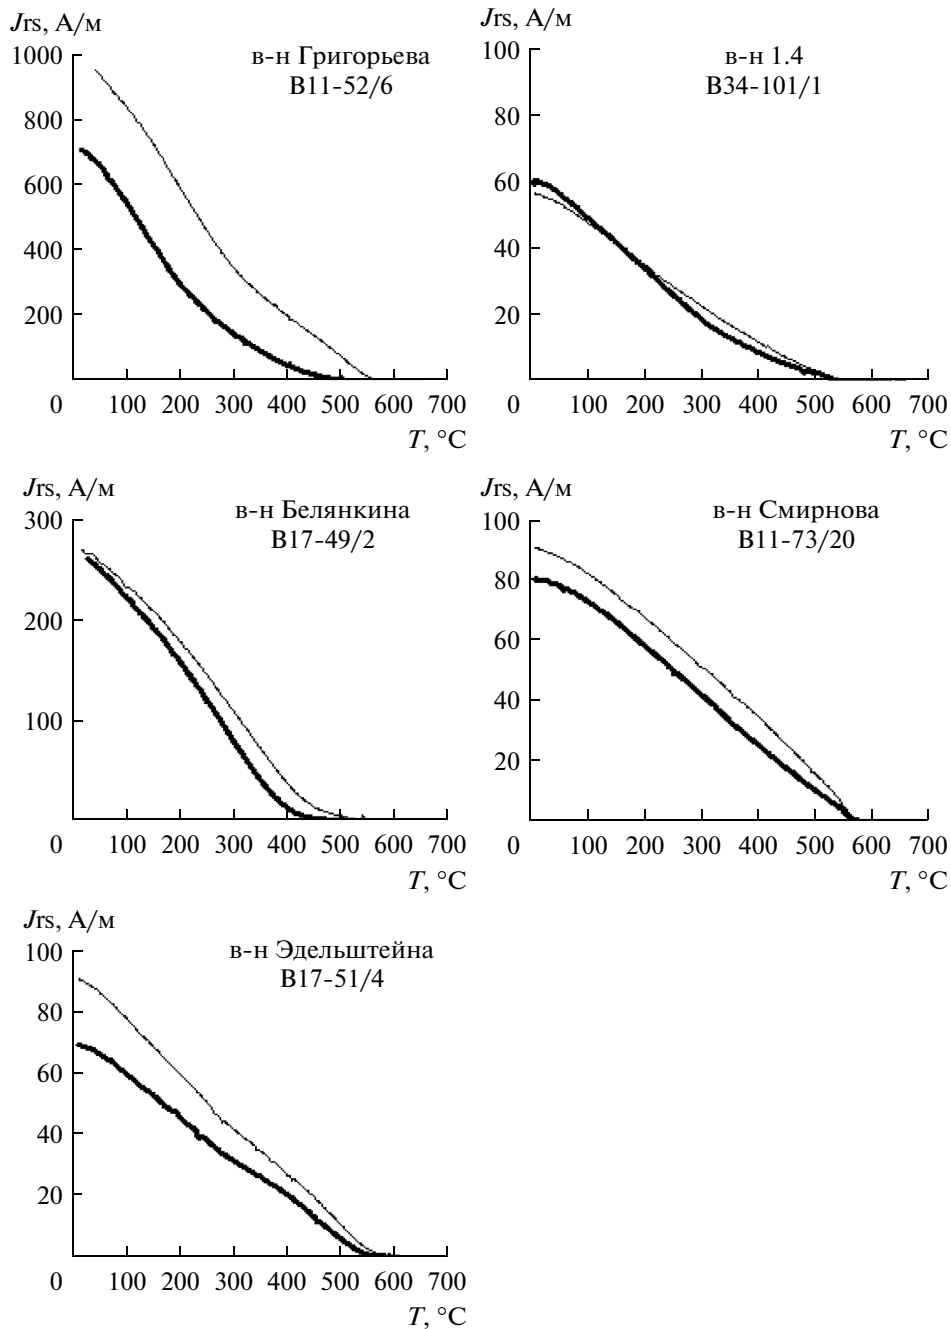 Jrs, А/м
1000
800
600
400
200
в-н Григорьева
В11-52/6
0 100 200 300 400 500 600 700
T, °C
Jrs, А/м
100
80
60
40
20
в-н 1.4
В34-101/1
0 100 200 300 400 500 600 700
T, °C
Jrs, А/м
300
200
100
в-н Белянкина
В17-49/2
0 100 200 300 400 500 600 700
T, °C
Jrs, А/м
100
80
60
40
20
в-н Смирнова
В11-73/20
0 100 200 300 400 500 600 700
T, °C
Jrs, А/м
100
80
60
40
20
в-н Эдельштейна
В17-51/4
0 100 200 300 400 500 600 700
T, °C